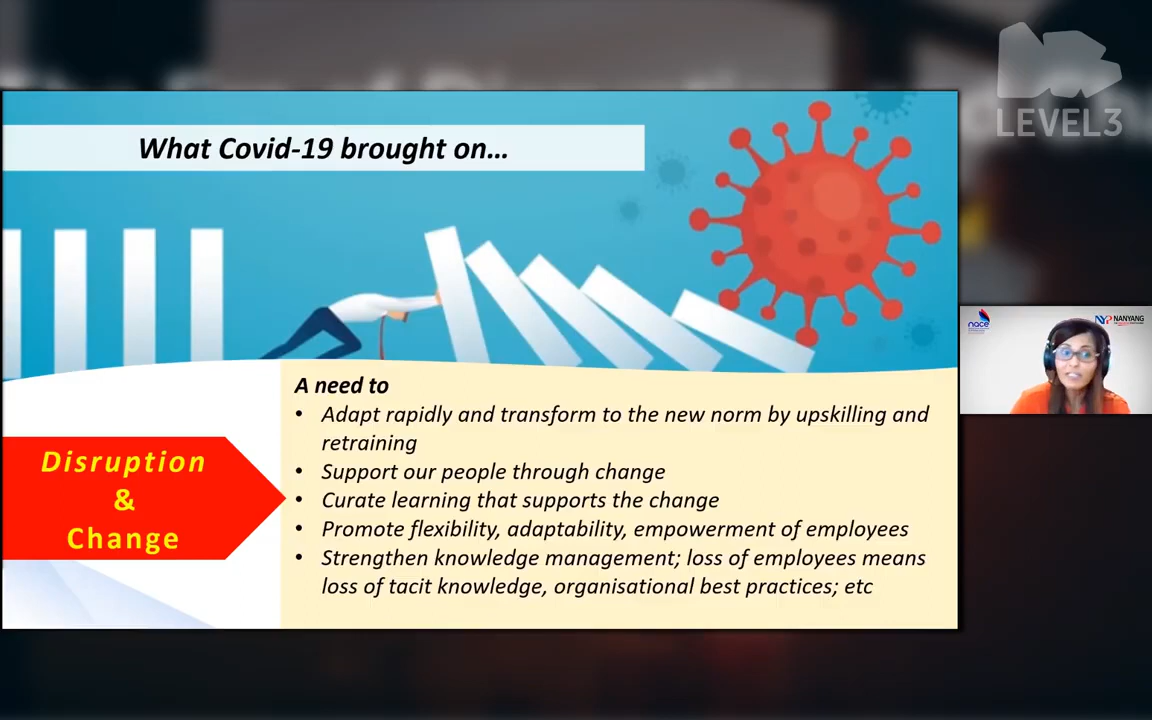 LEVEL3
What Covid-19 brought on...
nace
NYP NANYANG
A need to
• Adapt rapidly and transform to the new norm by upskilling and
retraining
• Support our people through change
• Curate learning that supports the change
• Promote flexibility, adaptability, empowerment of employees
• Strengthen knowledge management; loss of employees means
loss of tacit knowledge, organisational best practices; etc
Disruption
&
Change